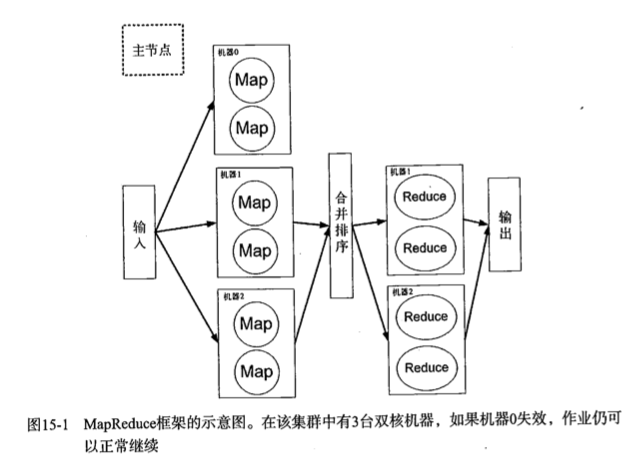 主节点
机器0
Map
Map
机器1
Map
Map
机器2
Map
Map
输入
合并排序
机器1
Reduce
Reduce
机器2
Reduce
Reduce
输出
图15-1 MapReduce框架的示意图。在该集群中有3台双核机器，如果机器0失效，作业仍可
以正常继续